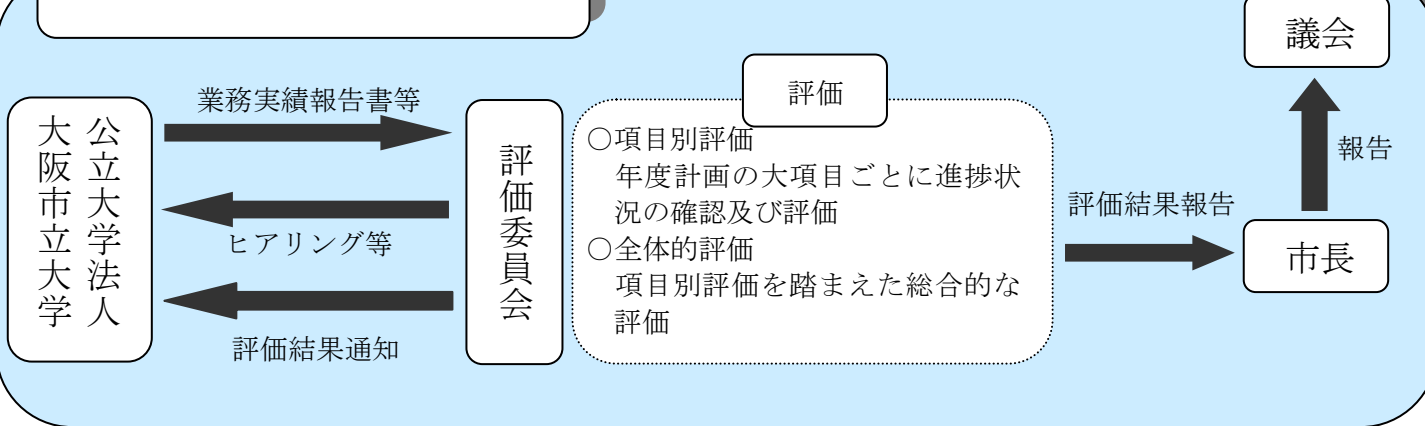 議会
評価
業務実績報告書等
公立大学法人
大阪市立大学
評価委員会
○項目別評価
年度計画の大項目ごとに進捗状
況の確認及び評価
○全体的評価
項目別評価を踏まえた総合的な
評価
報告
評価結果報告
市長
ヒアリング等
評価結果通知